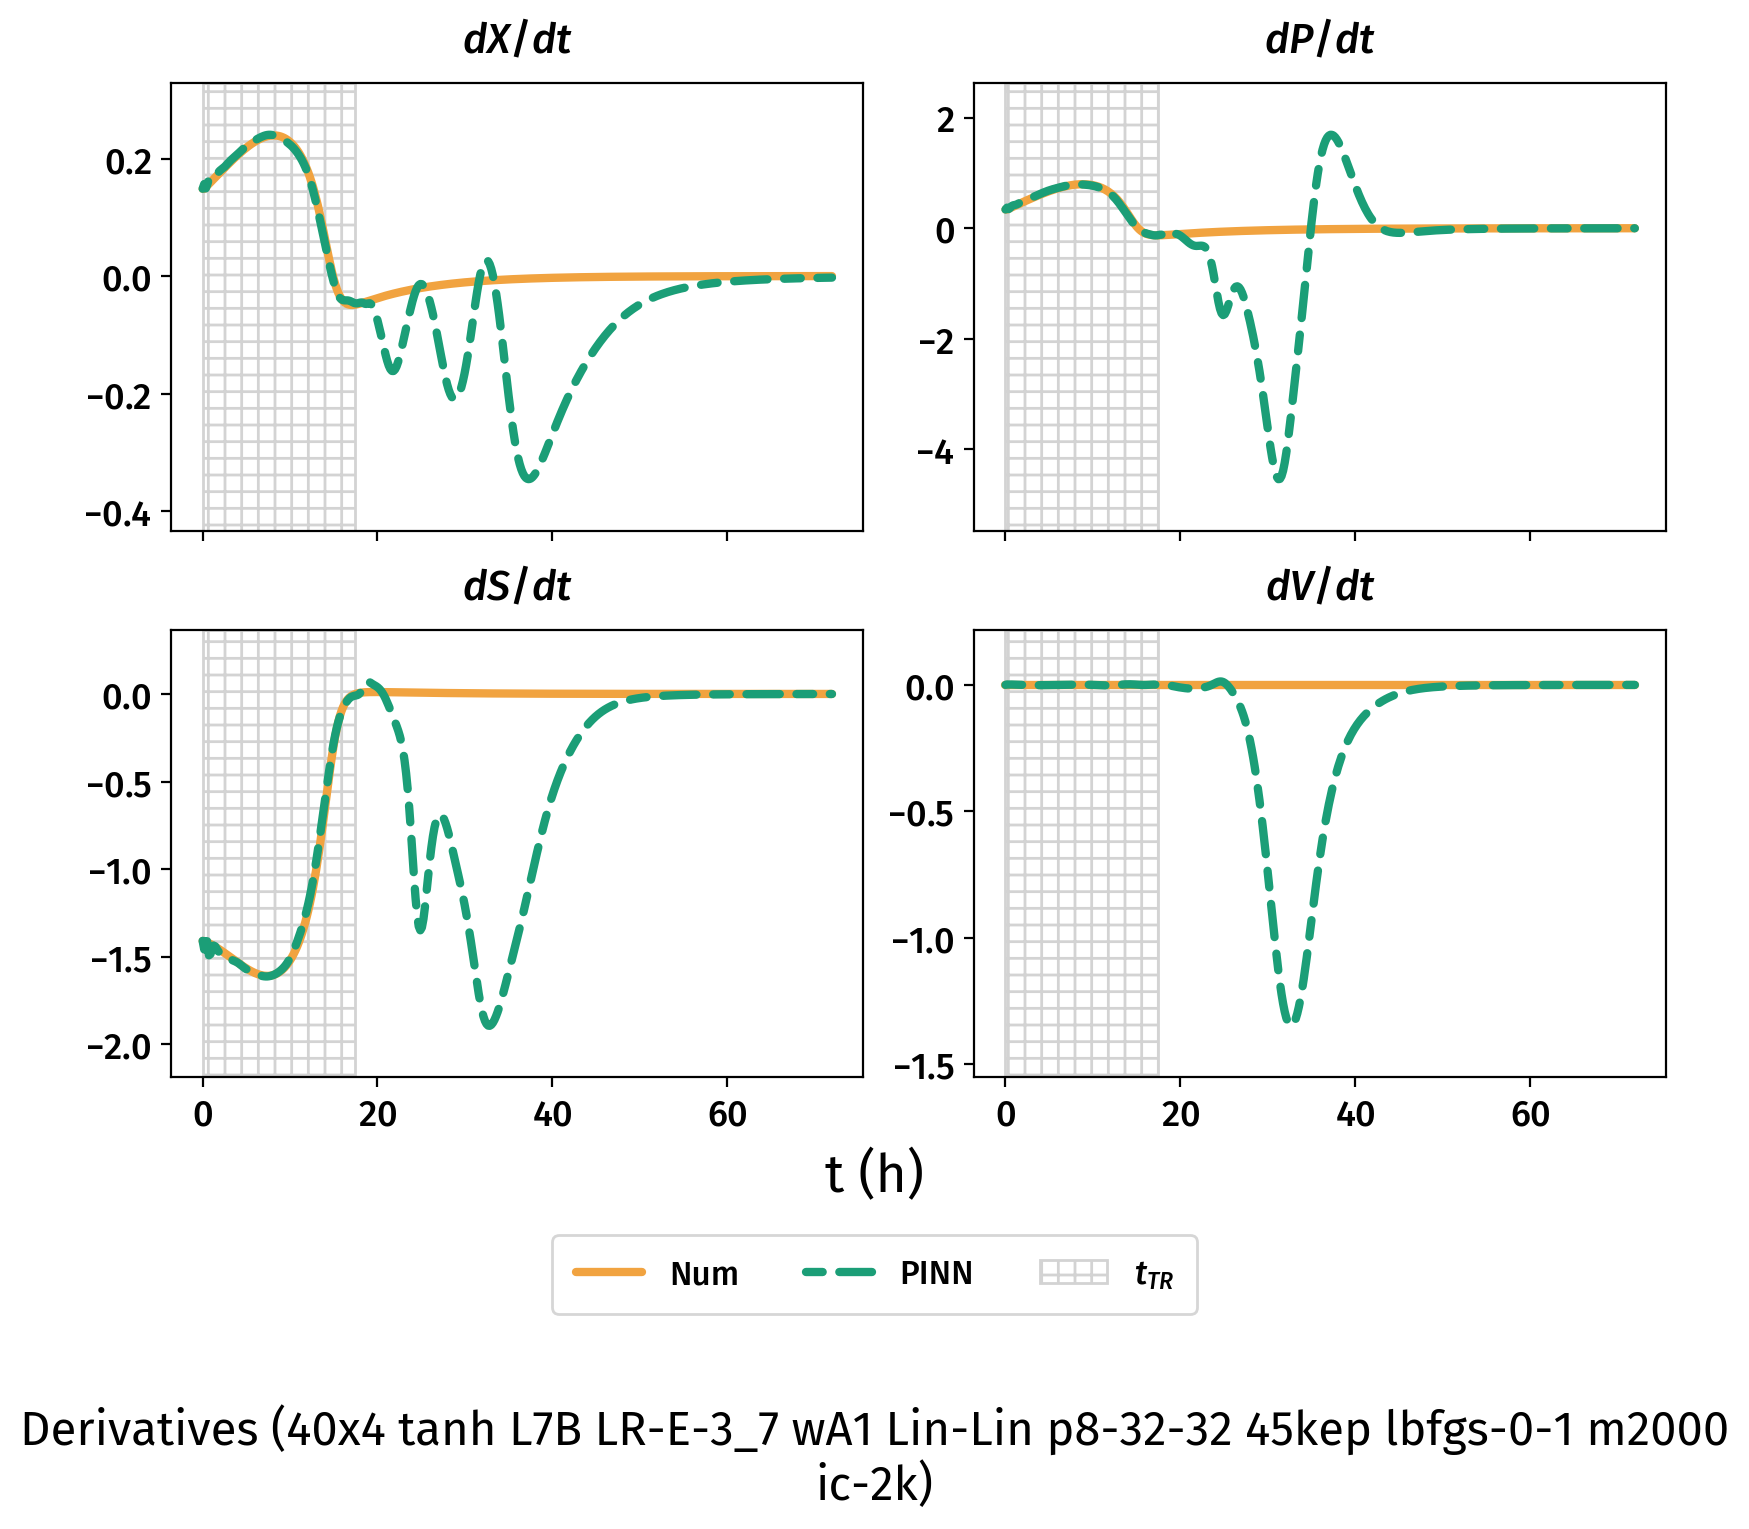 dX/dt
dP/dt
0.2
0.0
−0.2
−0.4
2
0
−2
−4
dS/dt
dV/dt
0.0
−0.5
−1.0
−1.5
−2.0
0.0
−0.5
−1.0
−1.5
0 20 40 60
0 20 40 60
t (h)
Num PINN t_TR
Derivatives (40x4 tanh L7B LR-E-3_7 wA1 Lin-Lin p8-32-32 45kep lbfgs-0-1 m2000
ic-2k)